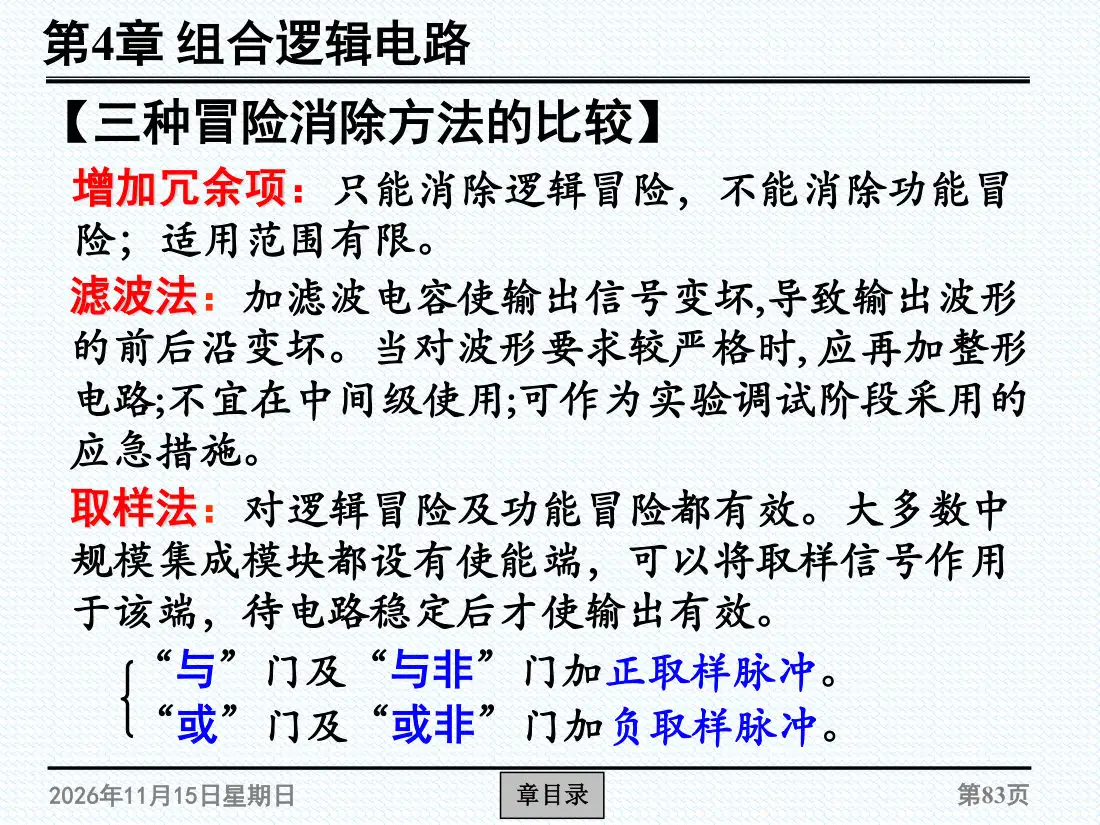 第4章 组合逻辑电路
【三种冒险消除方法的比较】
增加冗余项：只能消除逻辑冒险，不能消除功能冒
险；适用范围有限。
滤波法：加滤波电容使输出信号变坏,导致输出波形
的前后沿变坏。当对波形要求较严格时,应再加整形
电路;不宜在中间级使用;可作为实验调试阶段采用的
应急措施。
取样法：对逻辑冒险及功能冒险都有效。大多数中
规模集成模块都设有使能端，可以将取样信号作用
于该端，待电路稳定后才使输出有效。
“与”门及“与非”门加正取样脉冲。
“或”门及“或非”门加负取样脉冲。
2026年11月15日星期日
章目录
第83页